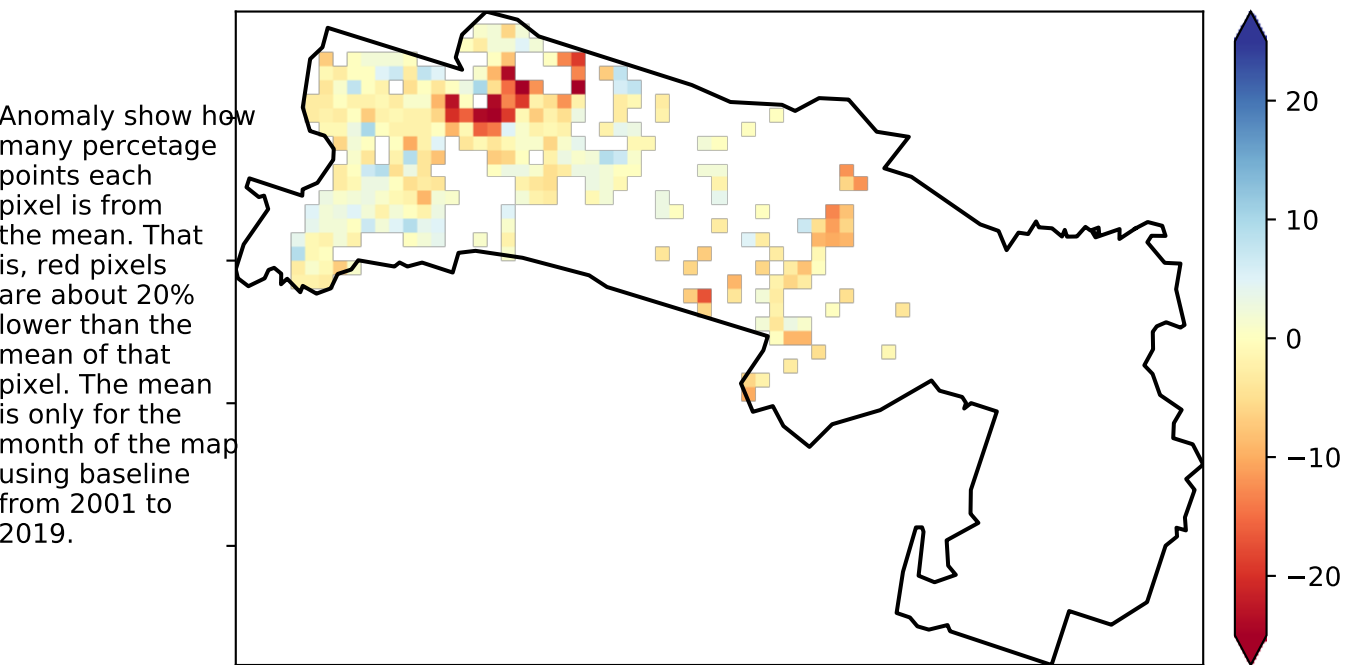 Anomaly show how
many percetage
points each
pixel is from
the mean. That
is, red pixels
are about 20%
lower than the
mean of that
pixel. The mean
is only for the
month of the map
using baseline
from 2001 to
2019.
20
10
0
−10
−20